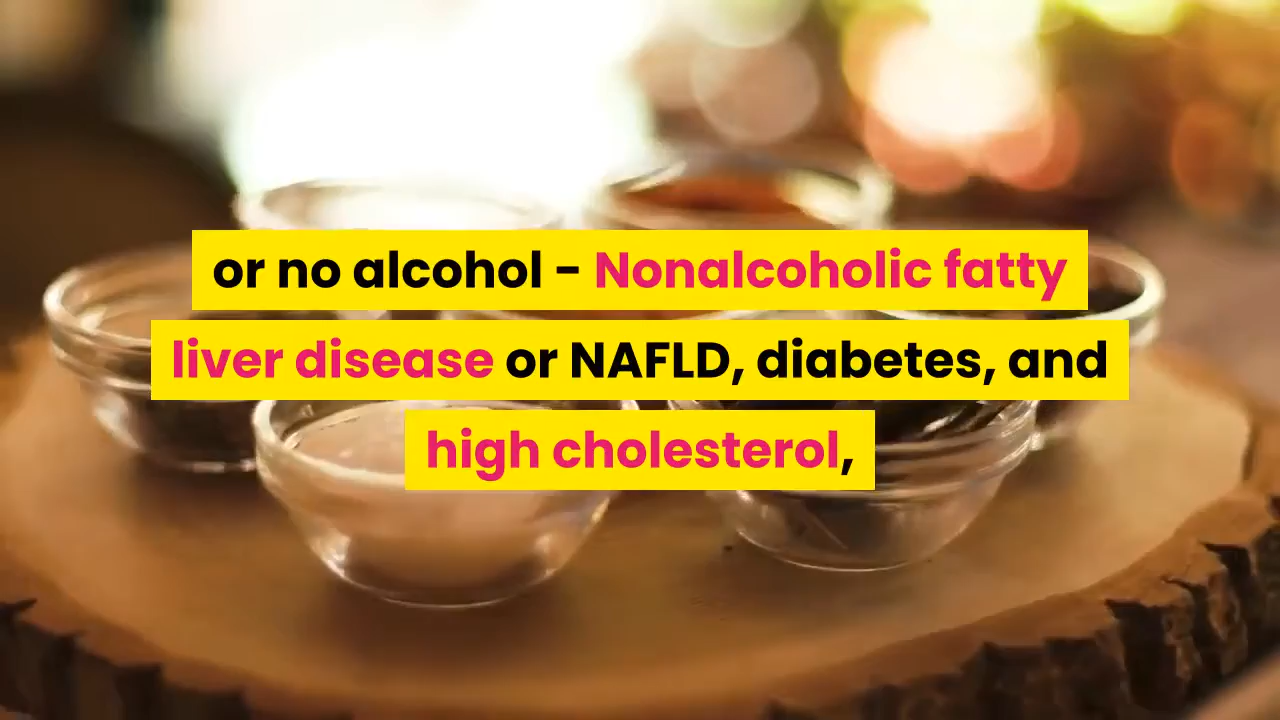 or no alcohol - Nonalcoholic fatty
liver disease or NAFLD, diabetes, and
high cholesterol,